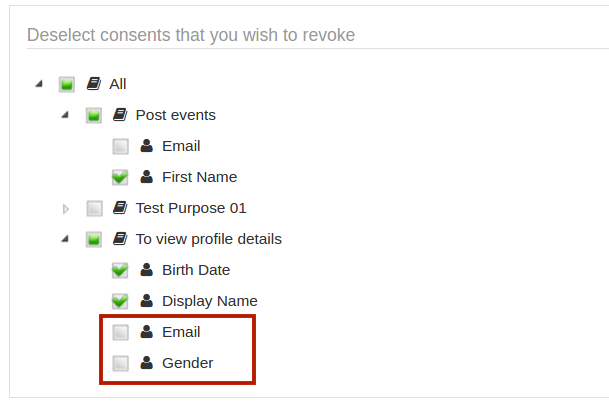 Deselect consents that you wish to revoke
All
Post events
Email
First Name
Test Purpose 01
To view profile details
Birth Date
Display Name
Email
Gender